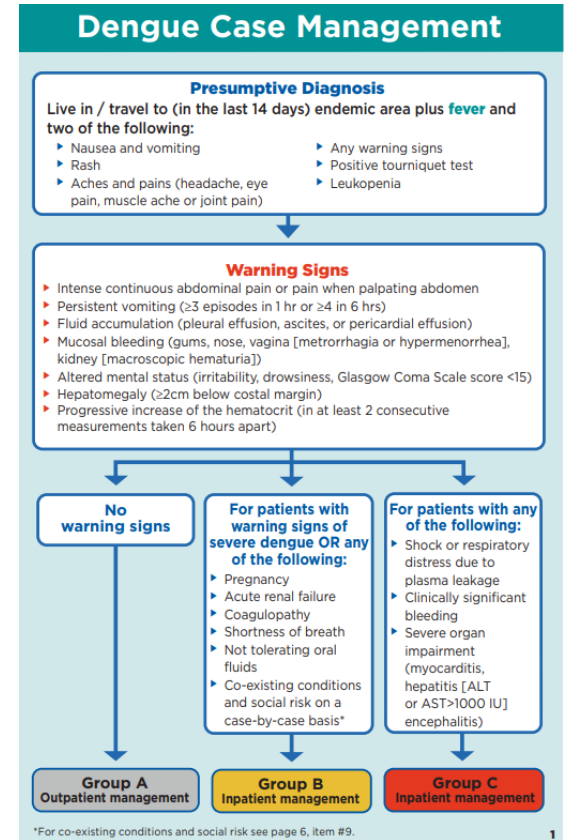 Dengue Case Management
Presumptive Diagnosis
Live in / travel to (in the last 14 days) endemic area plus fever and
two of the following:
▸ Nausea and vomiting
▸ Rash
▸ Aches and pains (headache, eye
pain, muscle ache or joint pain)
▸ Any warning signs
▸ Positive tourniquet test
▸ Leukopenia
Warning Signs
▸ Intense continuous abdominal pain or pain when palpating abdomen
▸ Persistent vomiting (≥3 episodes in 1 hr or ≥4 in 6 hrs)
▸ Fluid accumulation (pleural effusion, ascites, or pericardial effusion)
▸ Mucosal bleeding (gums, nose, vagina [metrorrhagia or hypermenorrhea],
kidney [macroscopic hematuria])
▸ Altered mental status (irritability, drowsiness, Glasgow Coma Scale score <15)
▸ Hepatomegaly (≥2cm below costal margin)
▸ Progressive increase of the hematocrit (in at least 2 consecutive
measurements taken 6 hours apart)
No
warning signs
For patients with
warning signs of
severe dengue OR any
of the following:
▸ Pregnancy
▸ Acute renal failure
▸ Coagulopathy
▸ Shortness of breath
▸ Not tolerating oral
fluids
▸ Co-existing conditions
and social risk on a
case-by-case basis*
For patients with any
of the following:
▸ Shock or respiratory
distress due to
plasma leakage
▸ Clinically significant
bleeding
▸ Severe organ
impairment
(myocarditis,
hepatitis [ALT
or AST>1000 IU]
encephalitis)
Group A
Outpatient management
Group B
Inpatient management
Group C
Inpatient management
*For co-existing conditions and social risk see page 6, item #9.
1